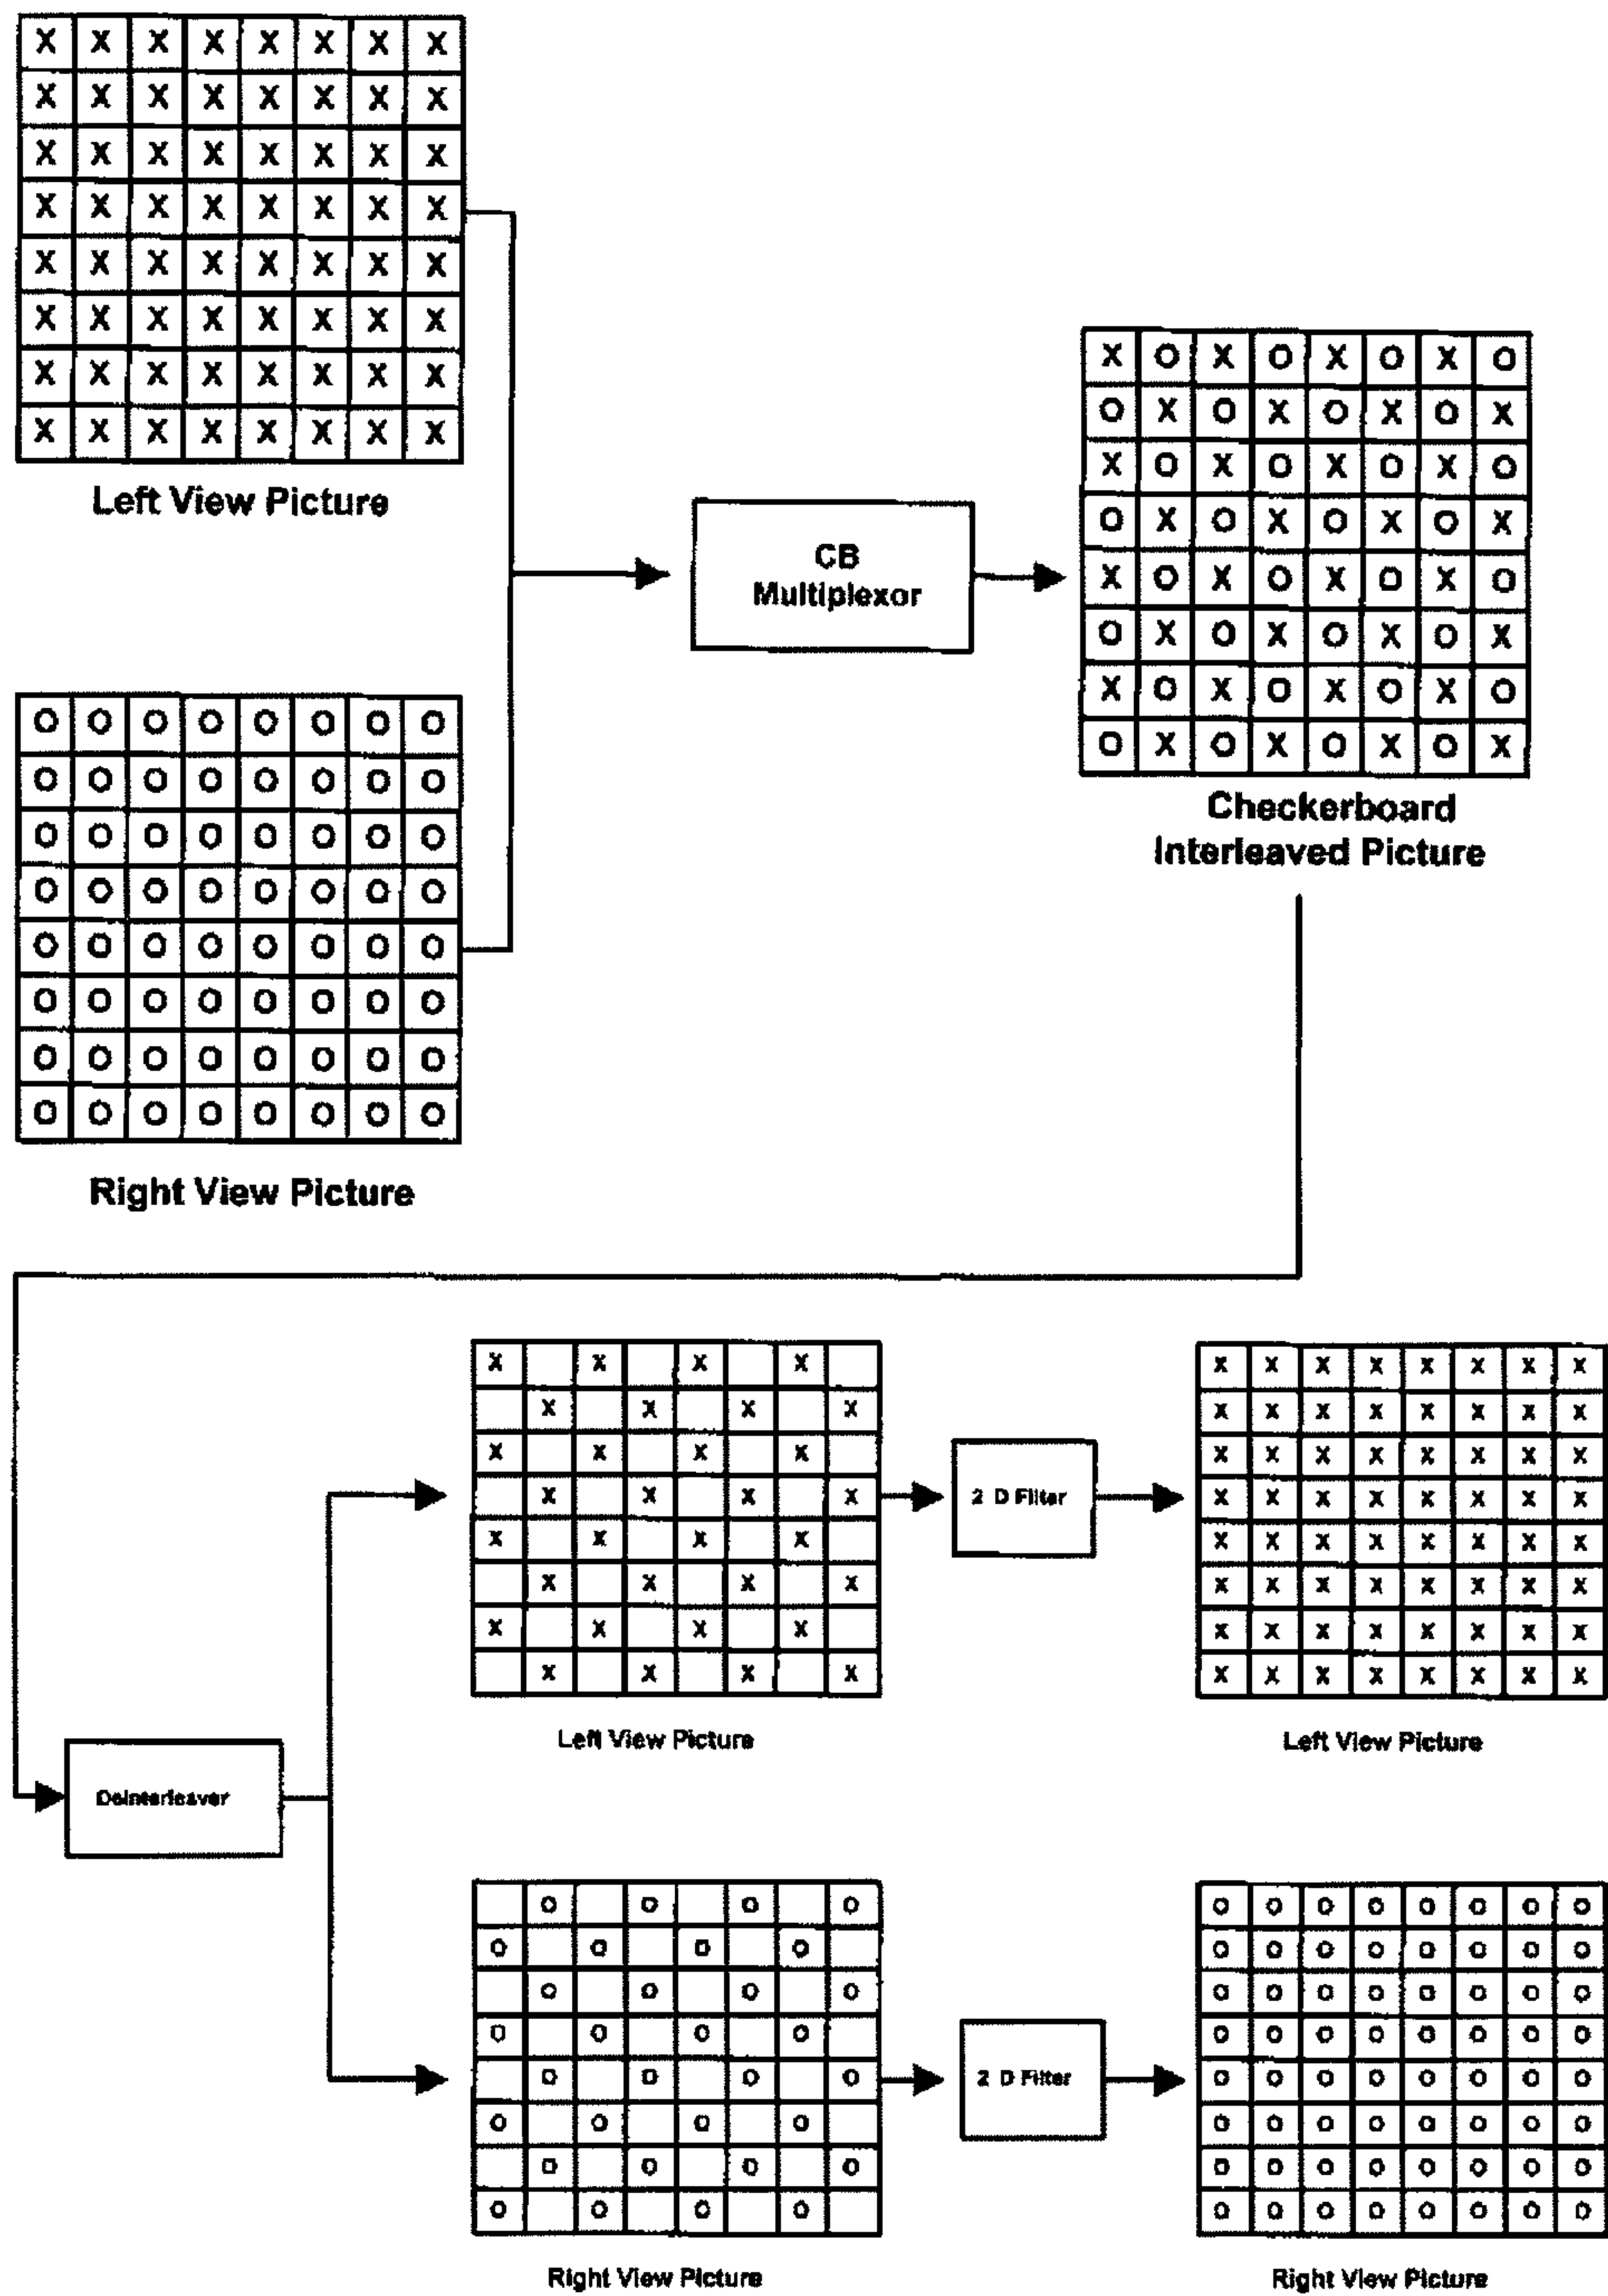 X X X X X X X X
X X X X X X X X
X X X X X X X X
X X X X X X X X
X X X X X X X X
X X X X X X X X
X X X X X X X X
X X X X X X X X
Left View Picture
O O O O O O O O
O O O O O O O O
O O O O O O O O
O O O O O O O O
O O O O O O O O
O O O O O O O O
O O O O O O O O
O O O O O O O O
Right View Picture
CB
Multiplexor
X O X O X O X O
O X O X O X O X
X O X O X O X O
O X O X O X O X
X O X O X O X O
O X O X O X O X
X O X O X O X O
O X O X O X O X
Checkerboard
Interleaved Picture
Deinterleaver
X X X X
X X X X
X X X X
X X X X
X X X X
X X X X
X X X X
X X X X
Left View Picture
2 D Filter
X X X X X X X X
X X X X X X X X
X X X X X X X X
X X X X X X X X
X X X X X X X X
X X X X X X X X
X X X X X X X X
X X X X X X X X
Left View Picture
O O O O
O O O O
O O O O
O O O O
O O O O
O O O O
O O O O
O O O O
Right View Picture
2 D Filter
O O O O O O O O
O O O O O O O O
O O O O O O O O
O O O O O O O O
O O O O O O O O
O O O O O O O O
O O O O O O O O
O O O O O O O O
Right View Picture